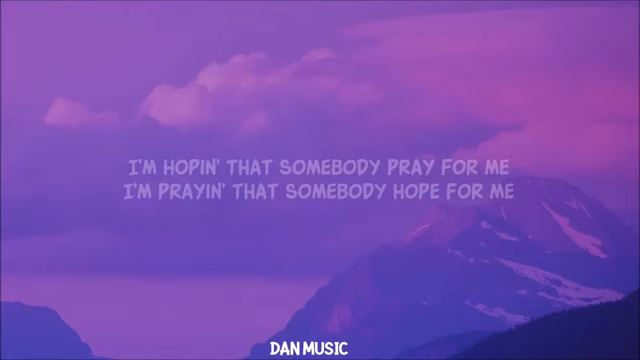 I'M HOPIN' THAT SOMEBODY PRAY FOR ME
I'M PRAYIN' THAT SOMEBODY HOPE FOR ME
DAN MUSIC